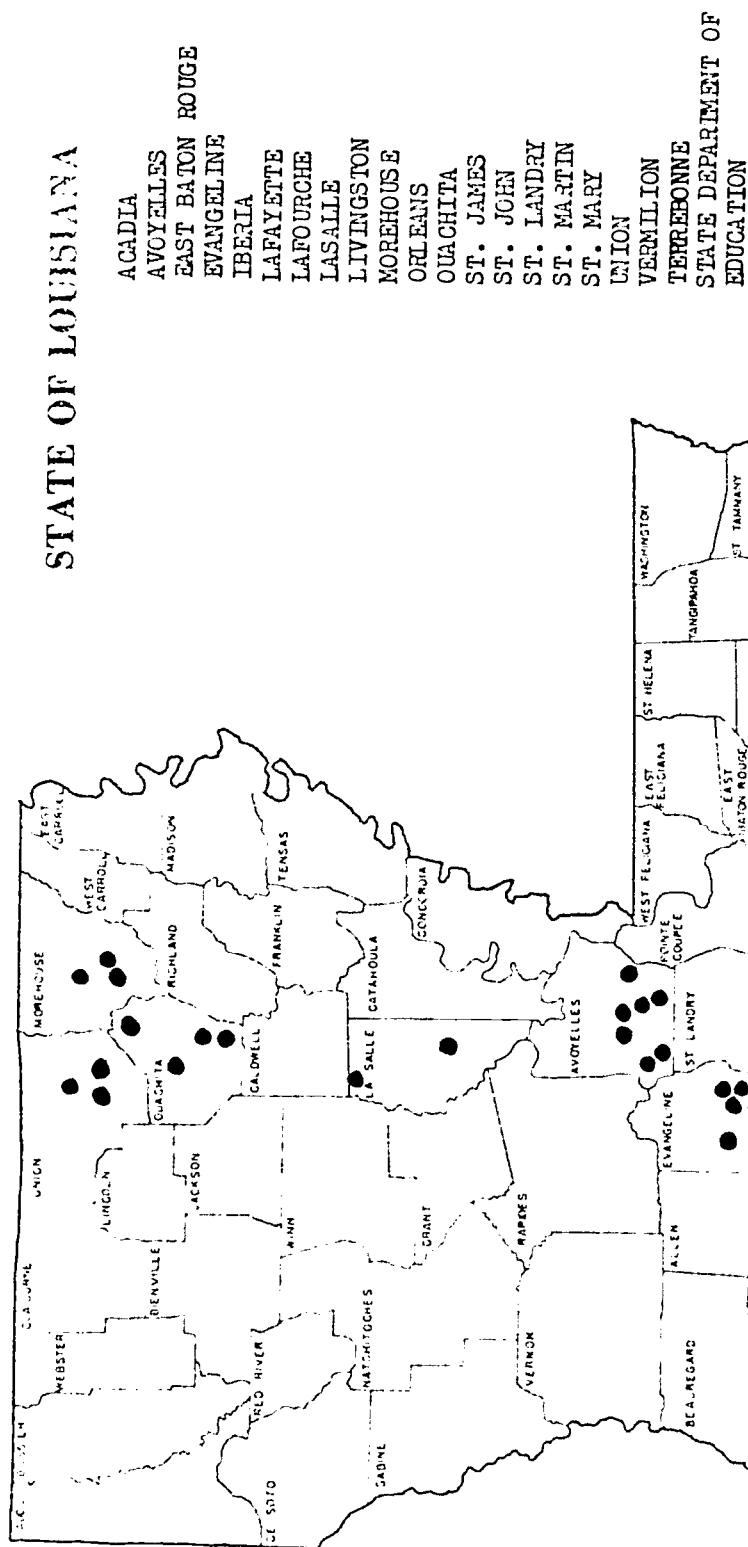 STATE OF LOUISIANA
ACADIA
AVOYELLES
EAST BATON ROUGE
EVANGELINE
IBERIA
LAFAYETTE
LAFOURCHE
LASALLE
LIVINGSTON
MOREHOUSE
ORLEANS
OUACHITA
ST. JAMES
ST. JOHN
ST. LANDRY
ST. MARTIN
ST. MARY
UNION
VERMILION
TERREBONNE
STATE DEPARIMENT OF
EDUCATION
UNION
MOREHOUSE
WEST
CARROLL
EAST
WEBSTER
LINCOLN
OUACHITA
RICHLAND
MADISON
BIENVILLE
JACKSON
CALDWELL
FRANKLIN
TENSAS
DE SOTO
RED RIVER
WINN
LA SALLE
CATAHOULA
NATCHITOCHES
SABINE
GRANT
CONCORDIA
VERNON
RAPIDES
AVOYELLES
BEAUREGARD
ALLEN
EVANGELINE
ST LANDRY
POINTE
COUPEE
WEST FELICIANA
EAST
FELICIANA
ST HELENA
WASHINGTON
TANGIPAHOA
EAST
BATON ROUGE
ST TAMMANY